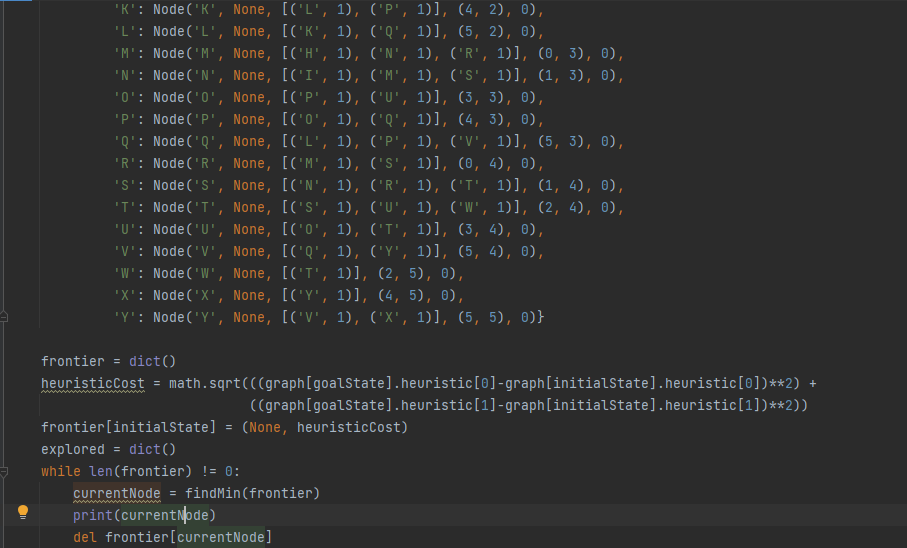 'K': Node('K', None, [('L', 1), ('P', 1)], (4, 2), 0),
'L': Node('L', None, [('K', 1), ('Q', 1)], (5, 2), 0),
'M': Node('M', None, [('H', 1), ('N', 1), ('R', 1)], (0, 3), 0),
'N': Node('N', None, [('I', 1), ('M', 1), ('S', 1)], (1, 3), 0),
'O': Node('O', None, [('P', 1), ('U', 1)], (3, 3), 0),
'P': Node('P', None, [('O', 1), ('Q', 1)], (4, 3), 0),
'Q': Node('Q', None, [('L', 1), ('P', 1), ('V', 1)], (5, 3), 0),
'R': Node('R', None, [('M', 1), ('S', 1)], (0, 4), 0),
'S': Node('S', None, [('N', 1), ('R', 1), ('T', 1)], (1, 4), 0),
'T': Node('T', None, [('S', 1), ('U', 1), ('W', 1)], (2, 4), 0),
'U': Node('U', None, [('O', 1), ('T', 1)], (3, 4), 0),
'V': Node('V', None, [('Q', 1), ('Y', 1)], (5, 4), 0),
'W': Node('W', None, [('T', 1)], (2, 5), 0),
'X': Node('X', None, [('Y', 1)], (4, 5), 0),
'Y': Node('Y', None, [('V', 1), ('X', 1)], (5, 5), 0)}
frontier = dict()
heuristicCost = math.sqrt(((graph[goalState].heuristic[0]-graph[initialState].heuristic[0])**2) +
((graph[goalState].heuristic[1]-graph[initialState].heuristic[1])**2))
frontier[initialState] = (None, heuristicCost)
explored = dict()
while len(frontier) != 0:
currentNode = findMin(frontier)
print(currentNode)
del frontier[currentNode]